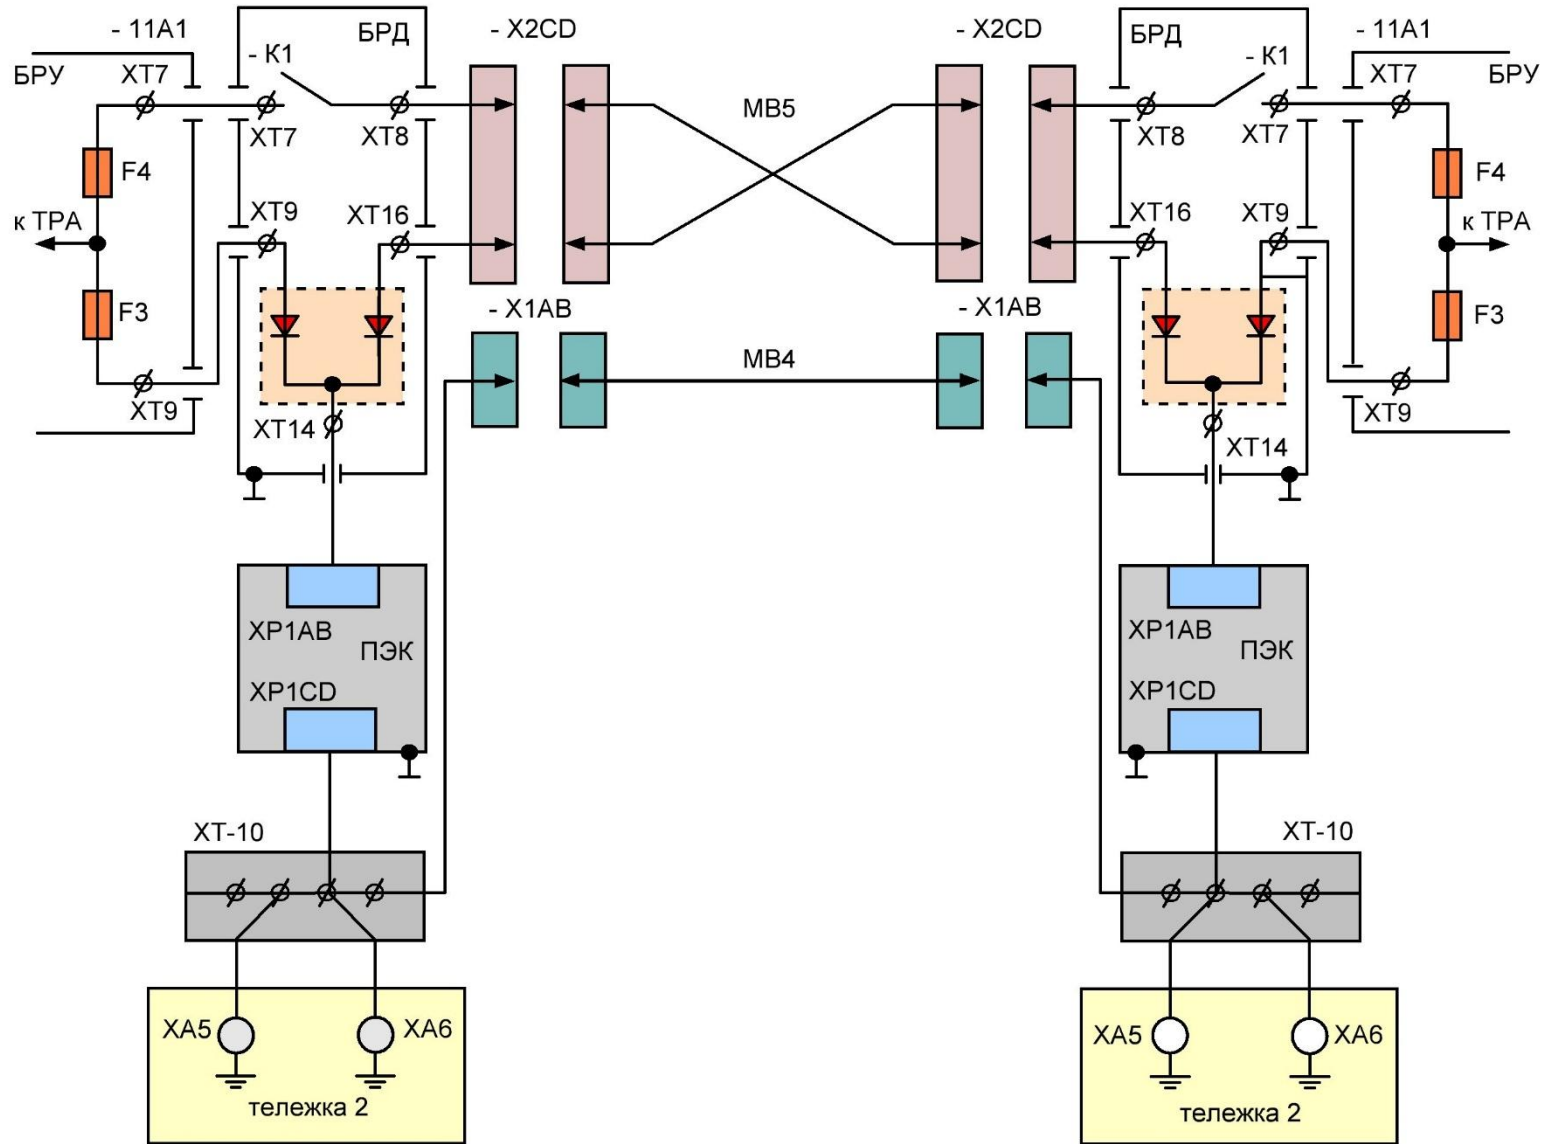 - 11A1
БРД
- X2CD
- X2CD
БРД
- 11A1
БРУ
XT7
- K1
- K1
XT7
БРУ
XT7
XT8
MB5
XT8
XT7
F4
F4
к ТРА
XT9
XT16
XT16
XT9
к ТРА
F3
- X1AB
- X1AB
F3
MB4
XT9
XT14
XT14
XT9
XP1AB
ПЭК
XP1CD
XP1AB
ПЭК
XP1CD
XT-10
XT-10
XA5
XA6
XA5
XA6
тележка 2
тележка 2